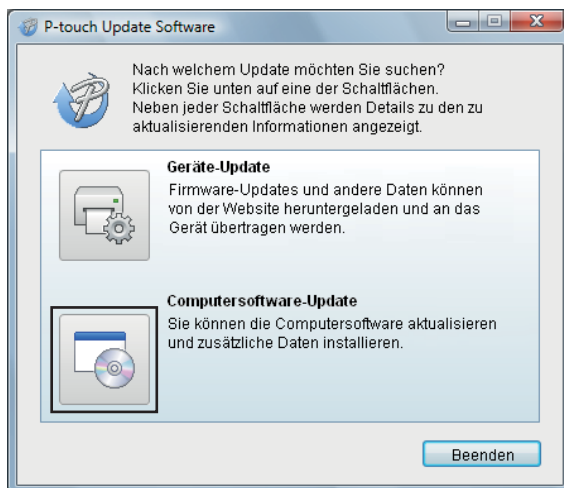 P-touch Update Software
Nach welchem Update möchten Sie suchen?
Klicken Sie unten auf eine der Schaltflächen.
Neben jeder Schaltfläche werden Details zu den zu
aktualisierenden Informationen angezeigt.
Geräte-Update
Firmware-Updates und andere Daten können
von der Website heruntergeladen und an das
Gerät übertragen werden.
Computersoftware-Update
Sie können die Computersoftware aktualisieren
und zusätzliche Daten installieren.
Beenden